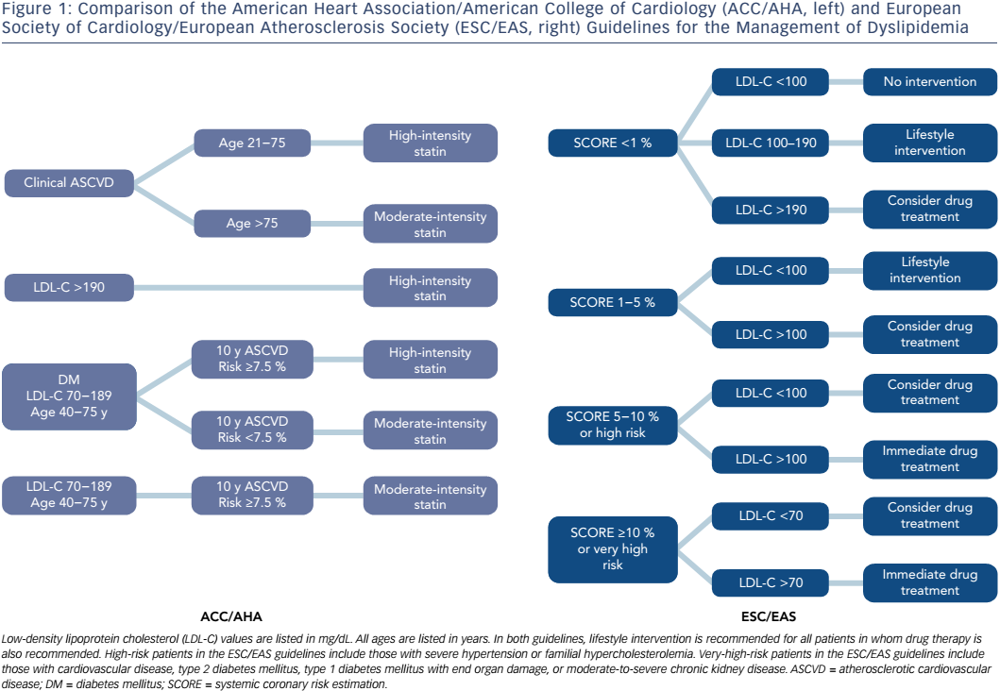 Figure 1: Comparison of the American Heart Association/American College of Cardiology (ACC/AHA, left) and European
Society of Cardiology/European Atherosclerosis Society (ESC/EAS, right) Guidelines for the Management of Dyslipidemia
Clinical ASCVD
Age 21–75
High-intensity
statin
Age >75
Moderate-intensity
statin
LDL-C >190
High-intensity
statin
DM
LDL-C 70–189
Age 40–75 y
10 y ASCVD
Risk ≥7.5 %
High-intensity
statin
10 y ASCVD
Risk <7.5 %
Moderate-intensity
statin
LDL-C 70–189
Age 40–75 y
10 y ASCVD
Risk ≥7.5 %
Moderate-intensity
statin
ACC/AHA
SCORE <1 %
LDL-C <100
No intervention
LDL-C 100–190
Lifestyle
intervention
LDL-C >190
Consider drug
treatment
SCORE 1–5 %
LDL-C <100
Lifestyle
intervention
LDL-C >100
Consider drug
treatment
SCORE 5–10 %
or high risk
LDL-C <100
Consider drug
treatment
LDL-C >100
Immediate drug
treatment
SCORE ≥10 %
or very high
risk
LDL-C <70
Consider drug
treatment
LDL-C >70
Immediate drug
treatment
ESC/EAS
Low-density lipoprotein cholesterol (LDL-C) values are listed in mg/dL. All ages are listed in years. In both guidelines, lifestyle intervention is recommended for all patients in whom drug therapy is
also recommended. High-risk patients in the ESC/EAS guidelines include those with severe hypertension or familial hypercholesterolemia. Very-high-risk patients in the ESC/EAS guidelines include
those with cardiovascular disease, type 2 diabetes mellitus, type 1 diabetes mellitus with end organ damage, or moderate-to-severe chronic kidney disease. ASCVD = atherosclerotic cardiovascular
disease; DM = diabetes mellitus; SCORE = systemic coronary risk estimation.